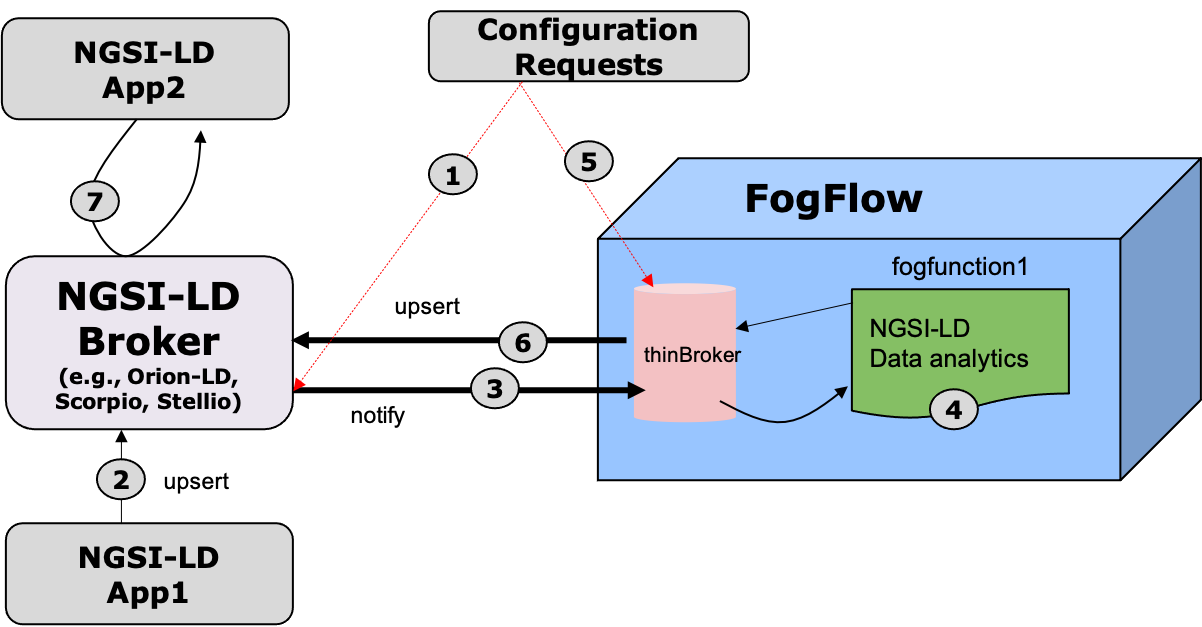 NGSI-LD
App2
Configuration
Requests
1
5
7
FogFlow
fogfunction1
NGSI-LD
Broker
(e.g., Orion-LD,
Scorpio, Stellio)
upsert
6
thinBroker
NGSI-LD
Data analytics
3
notify
4
2
upsert
NGSI-LD
App1